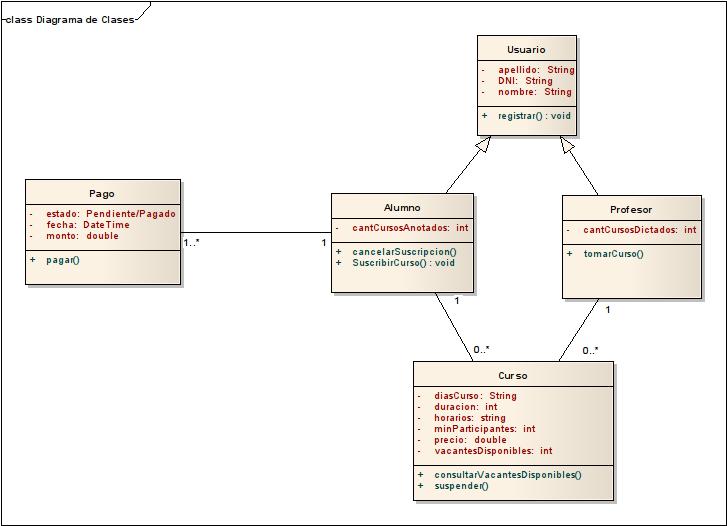 class Diagrama de Clases
Usuario
- apellido: String
- DNI: String
- nombre: String
+ registrar() : void
Pago
- estado: Pendiente/Pagado
- fecha: DateTime
- monto: double
+ pagar()
1..*
1
Alumno
- cantCursosAnotados: int
+ cancelarSuscripcion()
+ SuscribirCurso() : void
Profesor
- cantCursosDictados: int
+ tomarCurso()
1
1
0..*
0..*
Curso
- diasCurso: String
- duracion: int
- horarios: string
- minParticipantes: int
- precio: double
- vacantesDisponibles: int
+ consultarVacantesDisponibles()
+ suspender()